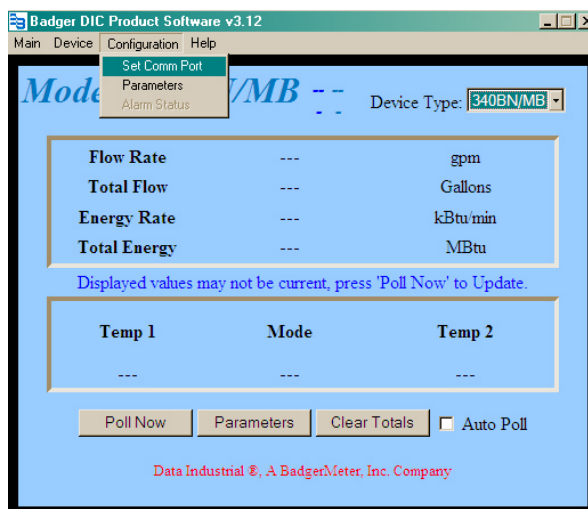 Badger DIC Product Software v3.12
Main Device Configuration Help
Set Comm Port
Parameters
Alarm Status
/MB -- --
Device Type: 340BN/MB
Flow Rate --- gpm
Total Flow --- Gallons
Energy Rate --- kBtu/min
Total Energy --- MBtu
Displayed values may not be current, press 'Poll Now' to Update.
Temp 1 Mode Temp 2
--- --- ---
Poll Now Parameters Clear Totals Auto Poll
Data Industrial ®, A BadgerMeter, Inc. Company